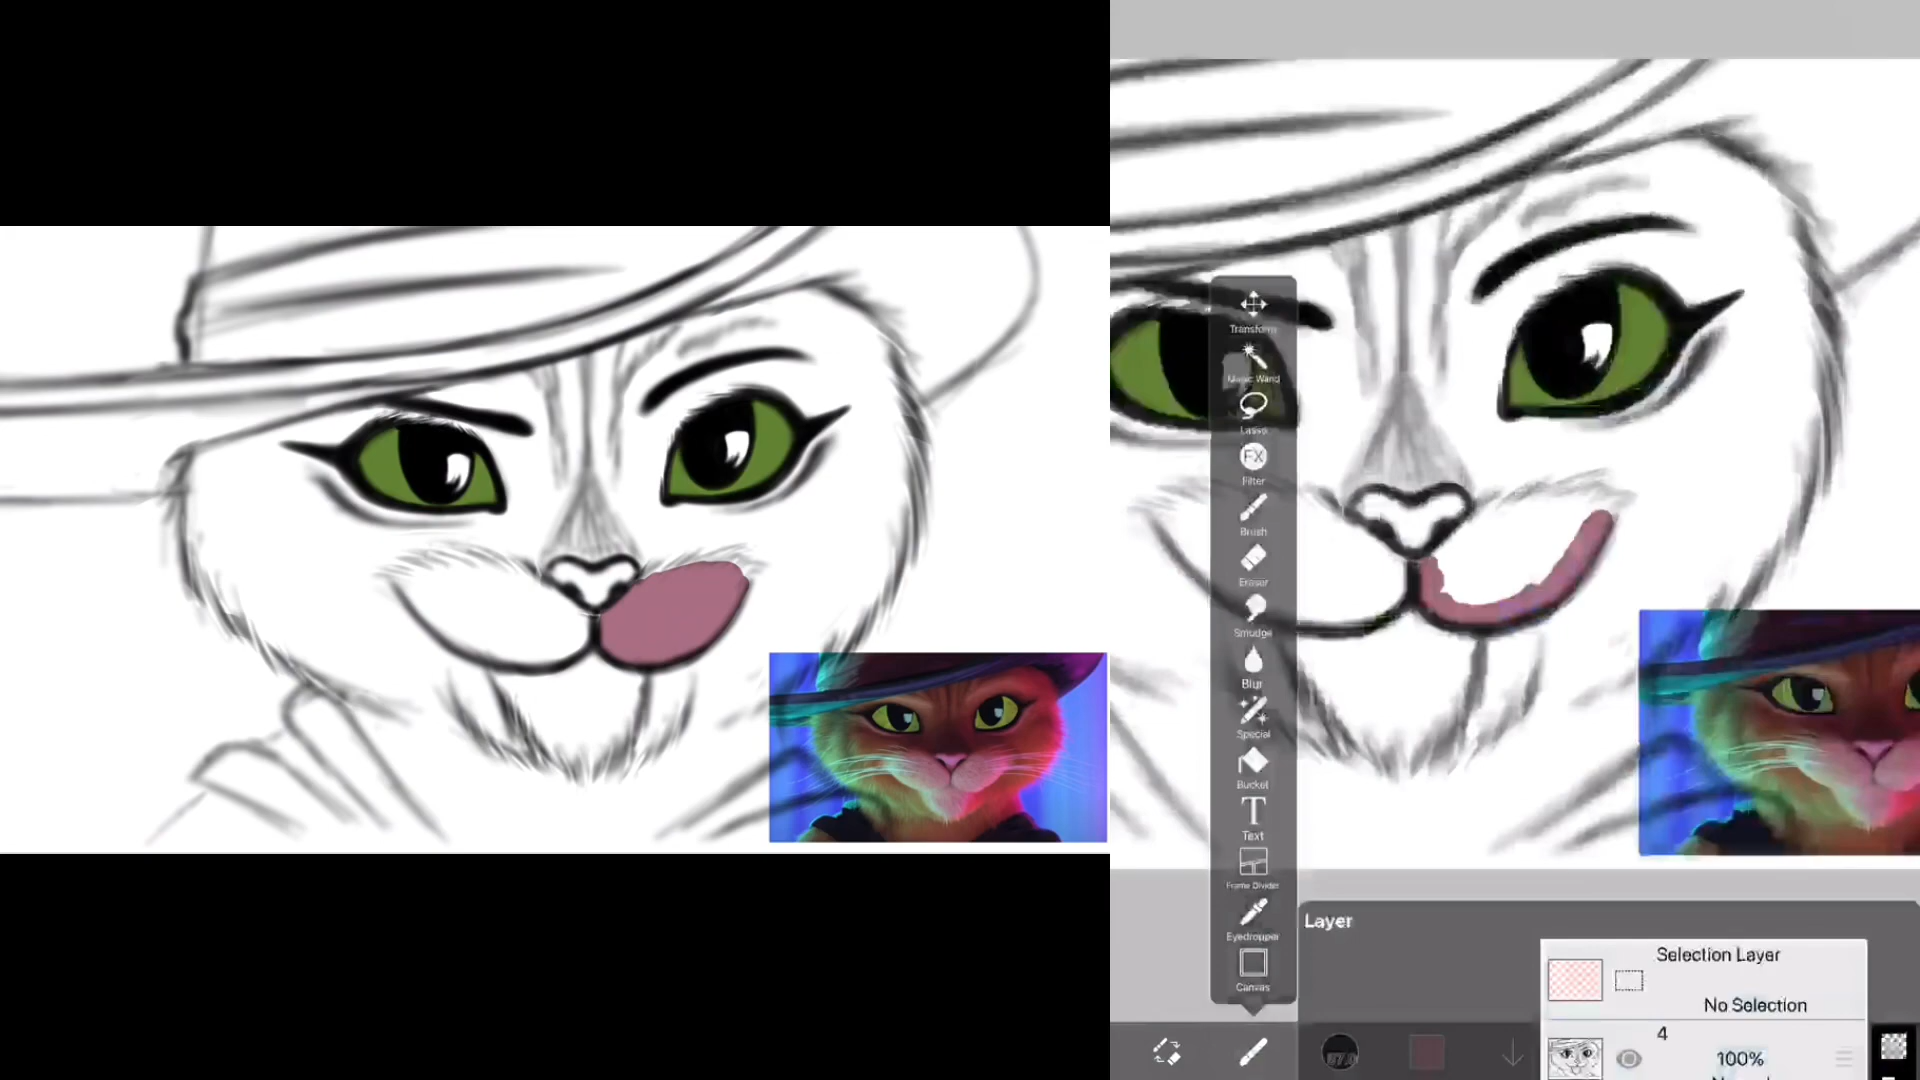 Transform
Magic Wand
Lasso
FX
Filter
Brush
Eraser
Smudge
Blur
Special
Bucket
T
Text
Frame Divider
Eyedropper
Canvas
Layer
Selection Layer
No Selection
4
100%